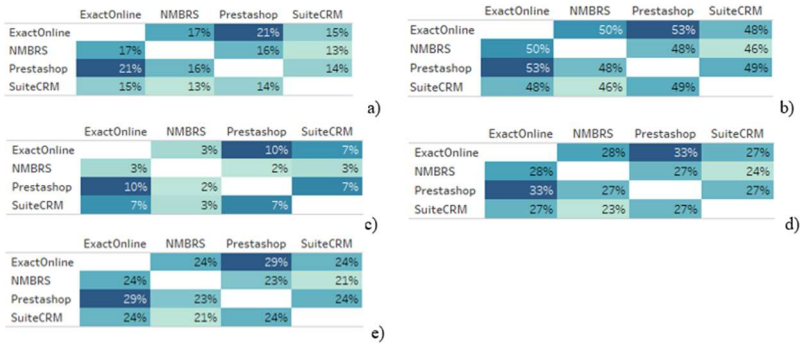 ExactOnline NMBRS Prestashop SuiteCRM
ExactOnline 17% 21% 15%
NMBRS 17% 16% 13%
Prestashop 21% 16% 14%
SuiteCRM 15% 13% 14%
a)
ExactOnline NMBRS Prestashop SuiteCRM
ExactOnline 50% 53% 48%
NMBRS 50% 48% 46%
Prestashop 53% 48% 49%
SuiteCRM 48% 46% 49%
b)
ExactOnline NMBRS Prestashop SuiteCRM
ExactOnline 3% 10% 7%
NMBRS 3% 2% 3%
Prestashop 10% 2% 7%
SuiteCRM 7% 3% 7%
c)
ExactOnline NMBRS Prestashop SuiteCRM
ExactOnline 28% 33% 27%
NMBRS 28% 27% 24%
Prestashop 33% 27% 27%
SuiteCRM 27% 23% 27%
d)
ExactOnline NMBRS Prestashop SuiteCRM
ExactOnline 24% 29% 24%
NMBRS 24% 23% 21%
Prestashop 29% 23% 24%
SuiteCRM 24% 21% 24%
e)